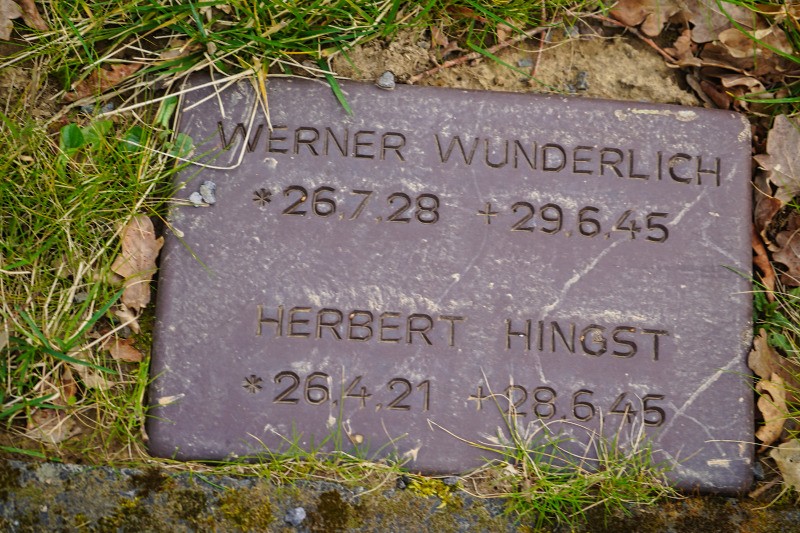 WERNER WUNDERLICH
*26.7.28 +29.6.45
HERBERT HINGST
*26.4.21 +28.6.45